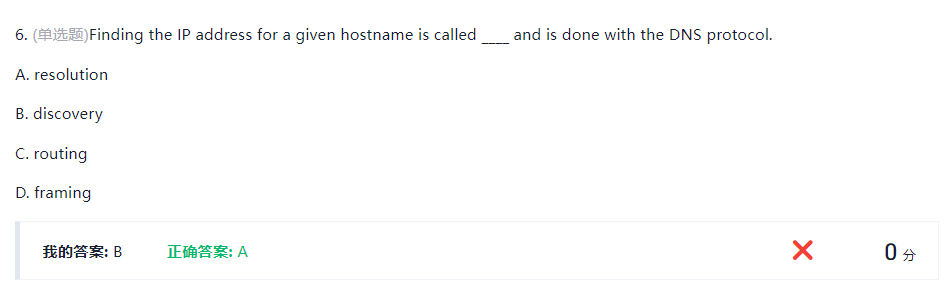 6. (单选题)Finding the IP address for a given hostname is called ____ and is done with the DNS protocol.
A. resolution
B. discovery
C. routing
D. framing
我的答案: B 正确答案: A 0 分